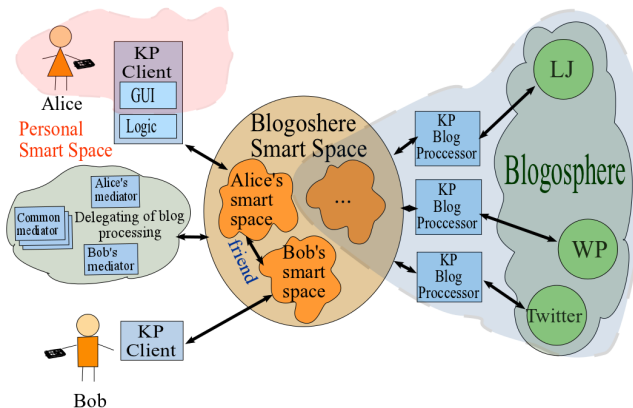 KP
Client
GUI
Logic
Alice
Personal
Smart Space
Alice's
mediator
Common
mediator
Delegating of blog
processing
Bob's
mediator
KP
Client
Bob
Blogoshere
Smart Space
Alice's
smart
space
...
friend
Bob's
smart
space
KP
Blog
Proccessor
KP
Blog
Proccessor
KP
Blog
Proccessor
LJ
Blogosphere
WP
Twitter